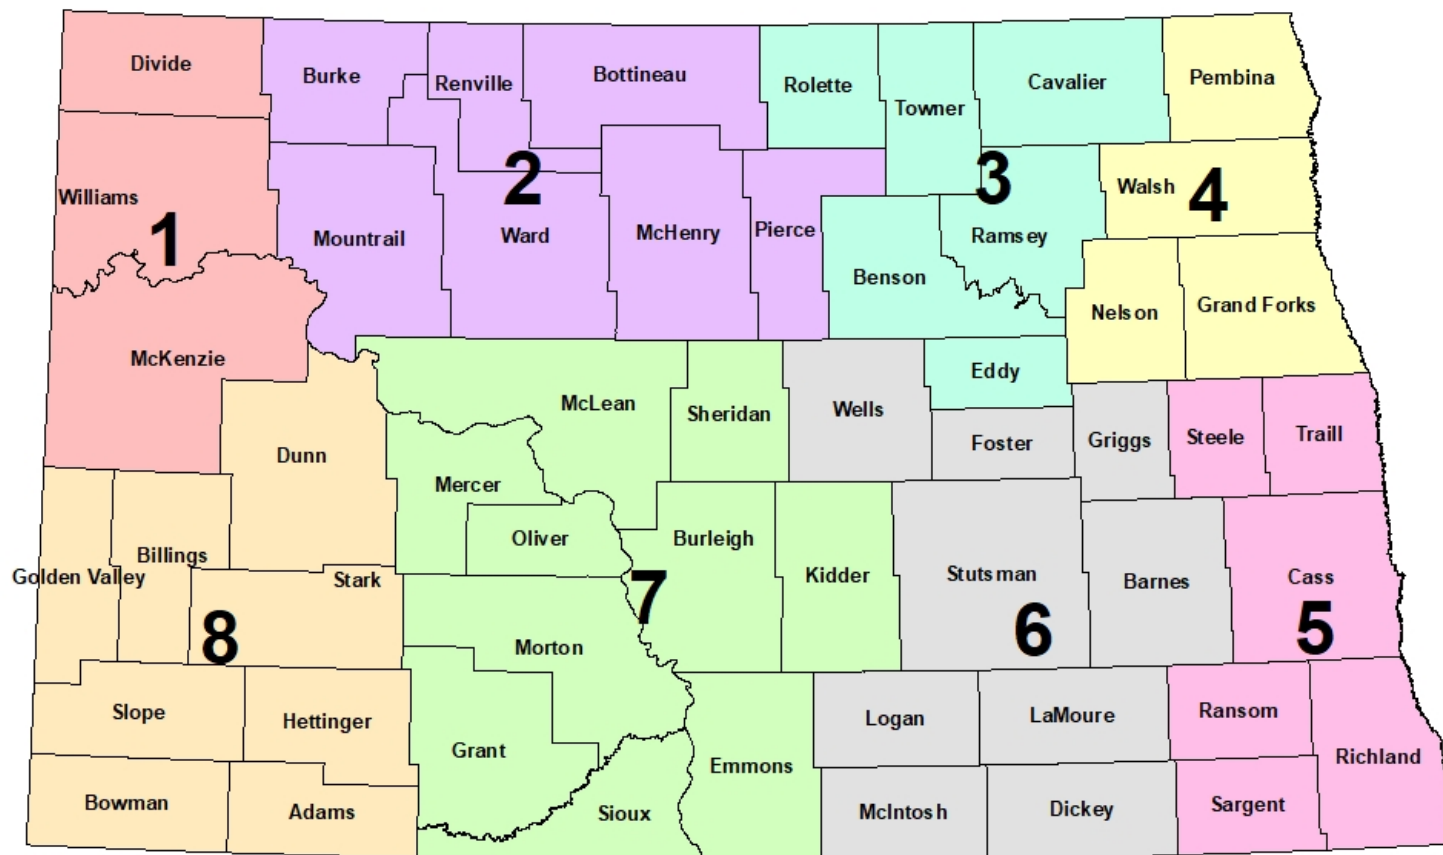 Divide
Burke
Renville
Bottineau
Rolette
Towner
Cavalier
Pembina
Williams
1
Mountrail
2
Ward
McHenry
Pierce
Benson
3
Ramsey
Walsh
4
Nelson
Grand Forks
McKenzie
Dunn
McLean
Sheridan
Wells
Eddy
Foster
Griggs
Steele
Traill
Mercer
Oliver
Burleigh
Kidder
Stutsman
Barnes
Cass
Golden Valley
Billings
Stark
8
7
Morton
6
5
Slope
Hettinger
Grant
Emmons
Logan
LaMoure
Ransom
Richland
Bowman
Adams
Sioux
McIntosh
Dickey
Sargent